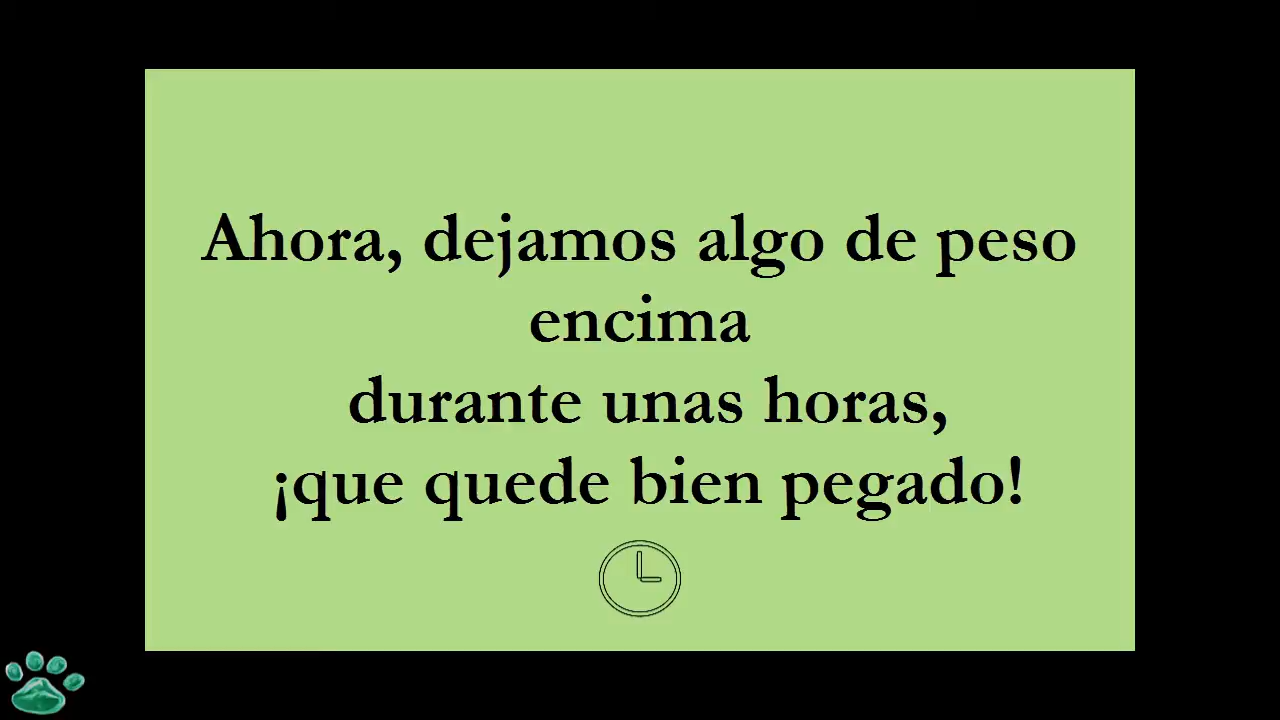 Ahora, dejamos algo de peso
encima
durante unas horas,
¡que quede bien pegado!